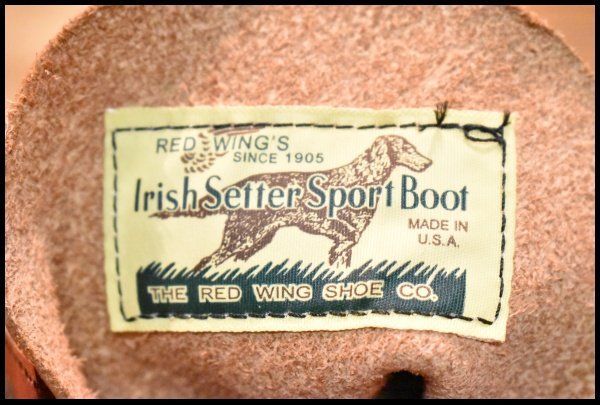 RED WING'S
SINCE 1905
Irish Setter Sport Boot
MADE IN
U.S.A.
THE RED WING SHOE CO.